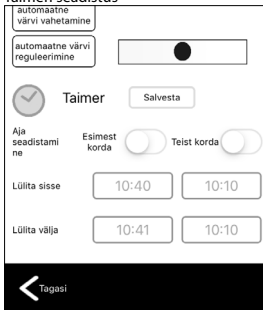 Taimeri seadistus
automaatne
värvi vahetamine
automaatne värvi
reguleerimine
Taimer
Salvesta
Aja
seadistami
ne
Esimest
korda
Teist korda
Lülita sisse
10:40
10:10
Lülita välja
10:41
10:10
Tagasi